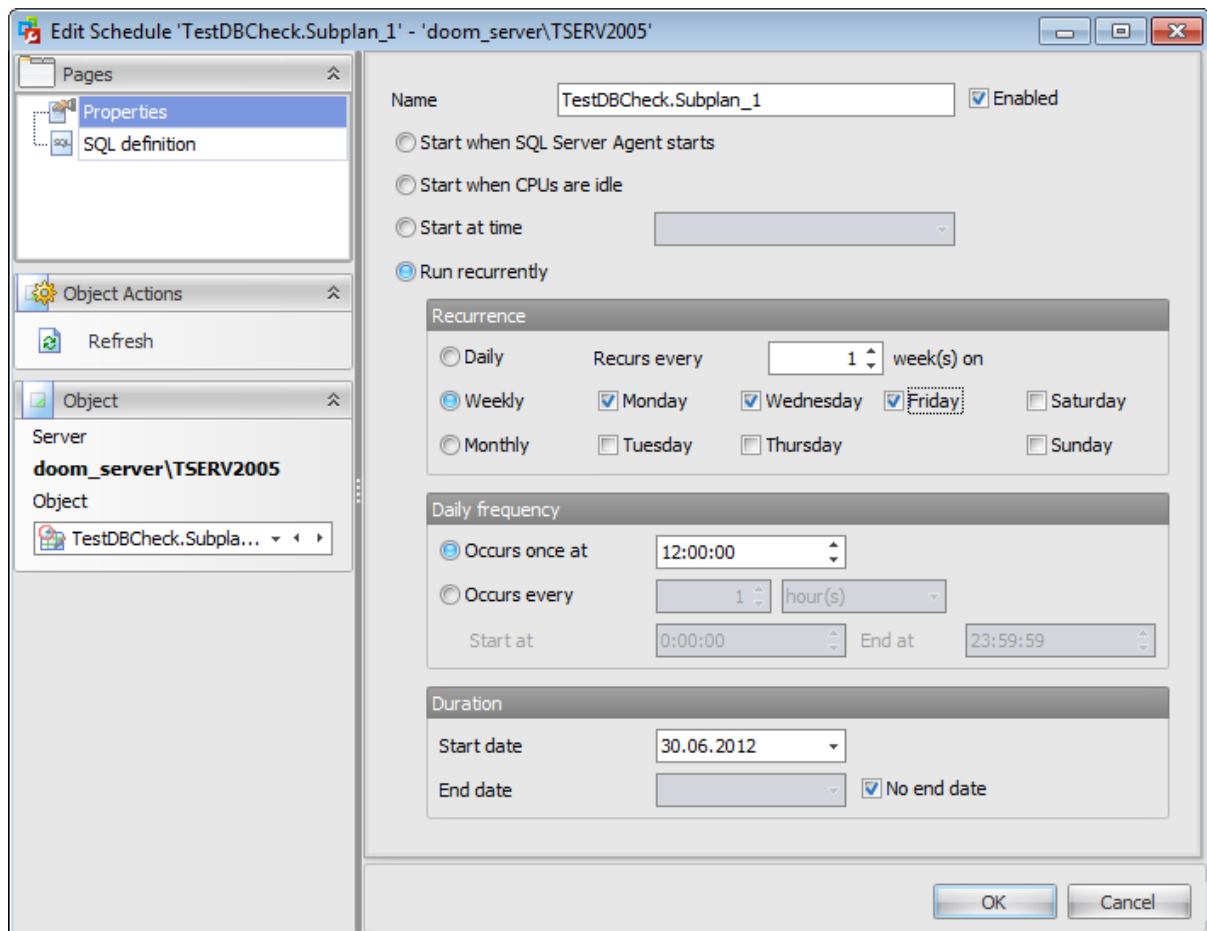 Edit Schedule 'TestDBCheck.Subplan_1' - 'doom_server\TSERV2005'
Pages
Properties
SQL definition
Object Actions
Refresh
Object
Server
doom_server\TSERV2005
Object
TestDBCheck.Subpla...
Name TestDBCheck.Subplan_1 Enabled
Start when SQL Server Agent starts
Start when CPUs are idle
Start at time
Run recurrently
Recurrence
Daily Recurs every 1 week(s) on
Weekly Monday Wednesday Friday Saturday
Monthly Tuesday Thursday Sunday
Daily frequency
Occurs once at 12:00:00
Occurs every 1 hour(s)
Start at 0:00:00 End at 23:59:59
Duration
Start date 30.06.2012
End date No end date
OK Cancel